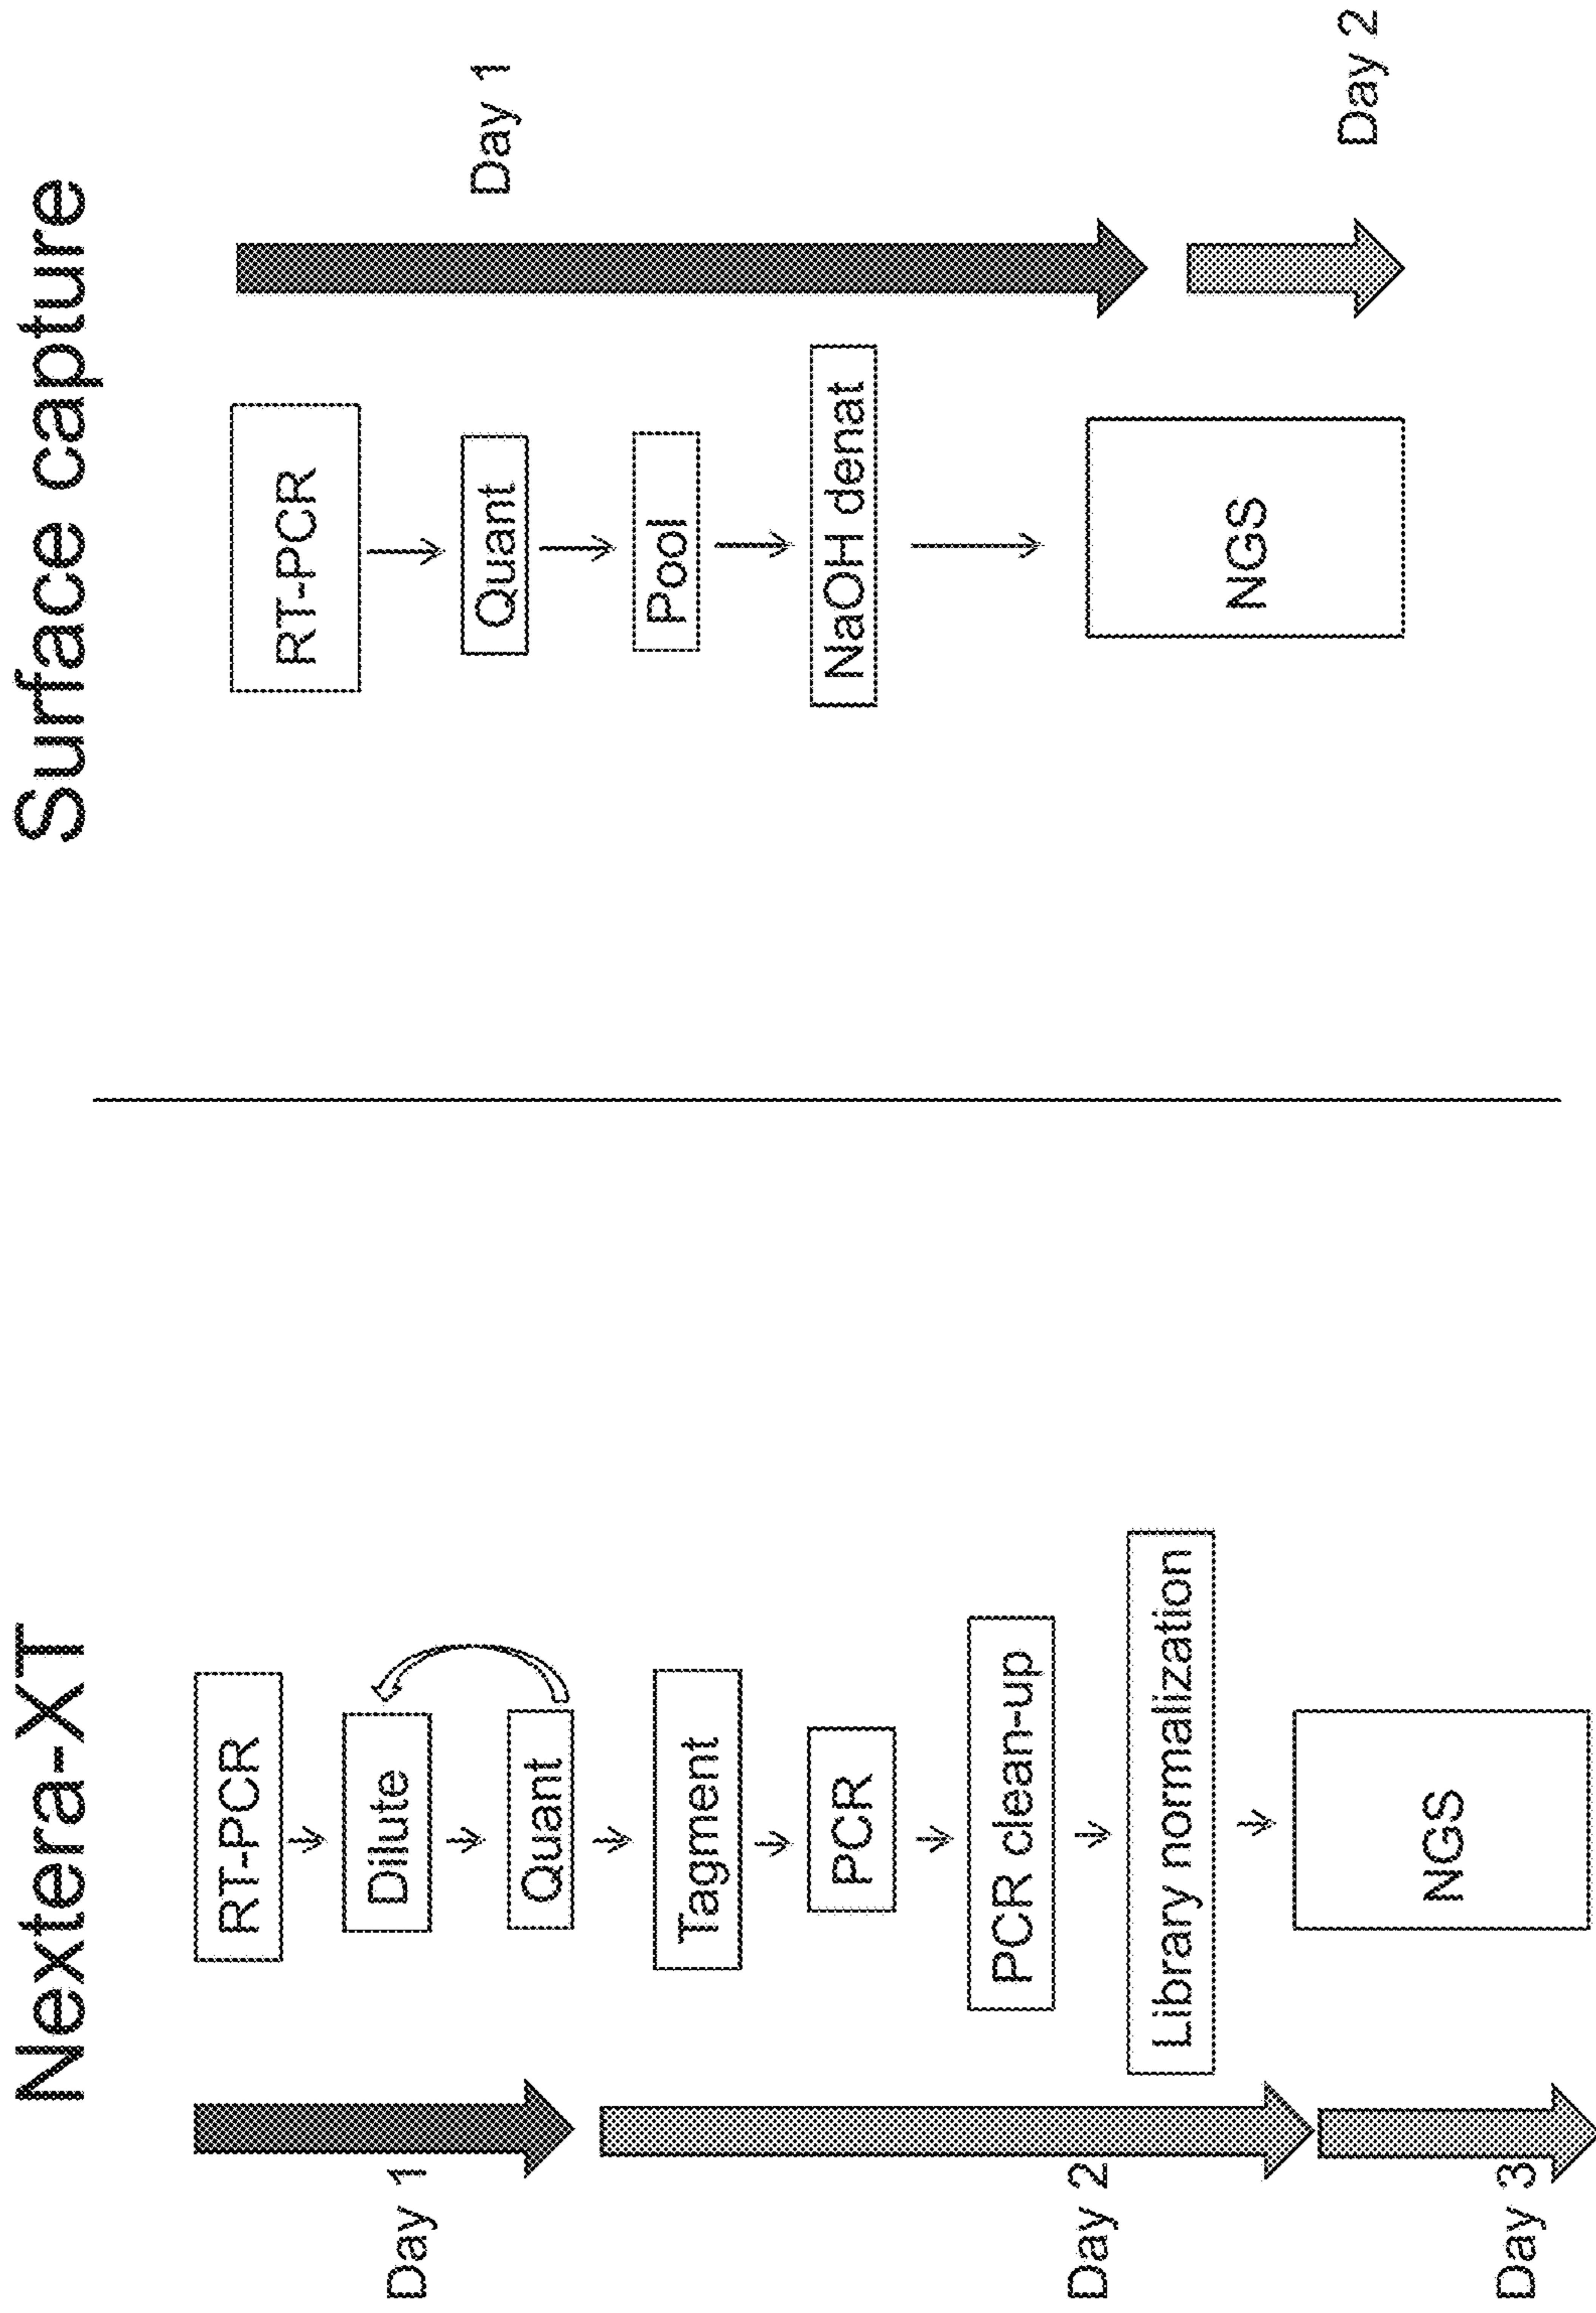 Nextera-XT
RT-PCR
Dilute
Quant
Tagment
PCR
PCR clean-up
Library normalization
NGS
Day 1
Day 2
Day 3
Surface capture
RT-PCR
Quant
Pool
NaOH denat
NGS
Day 1
Day 2